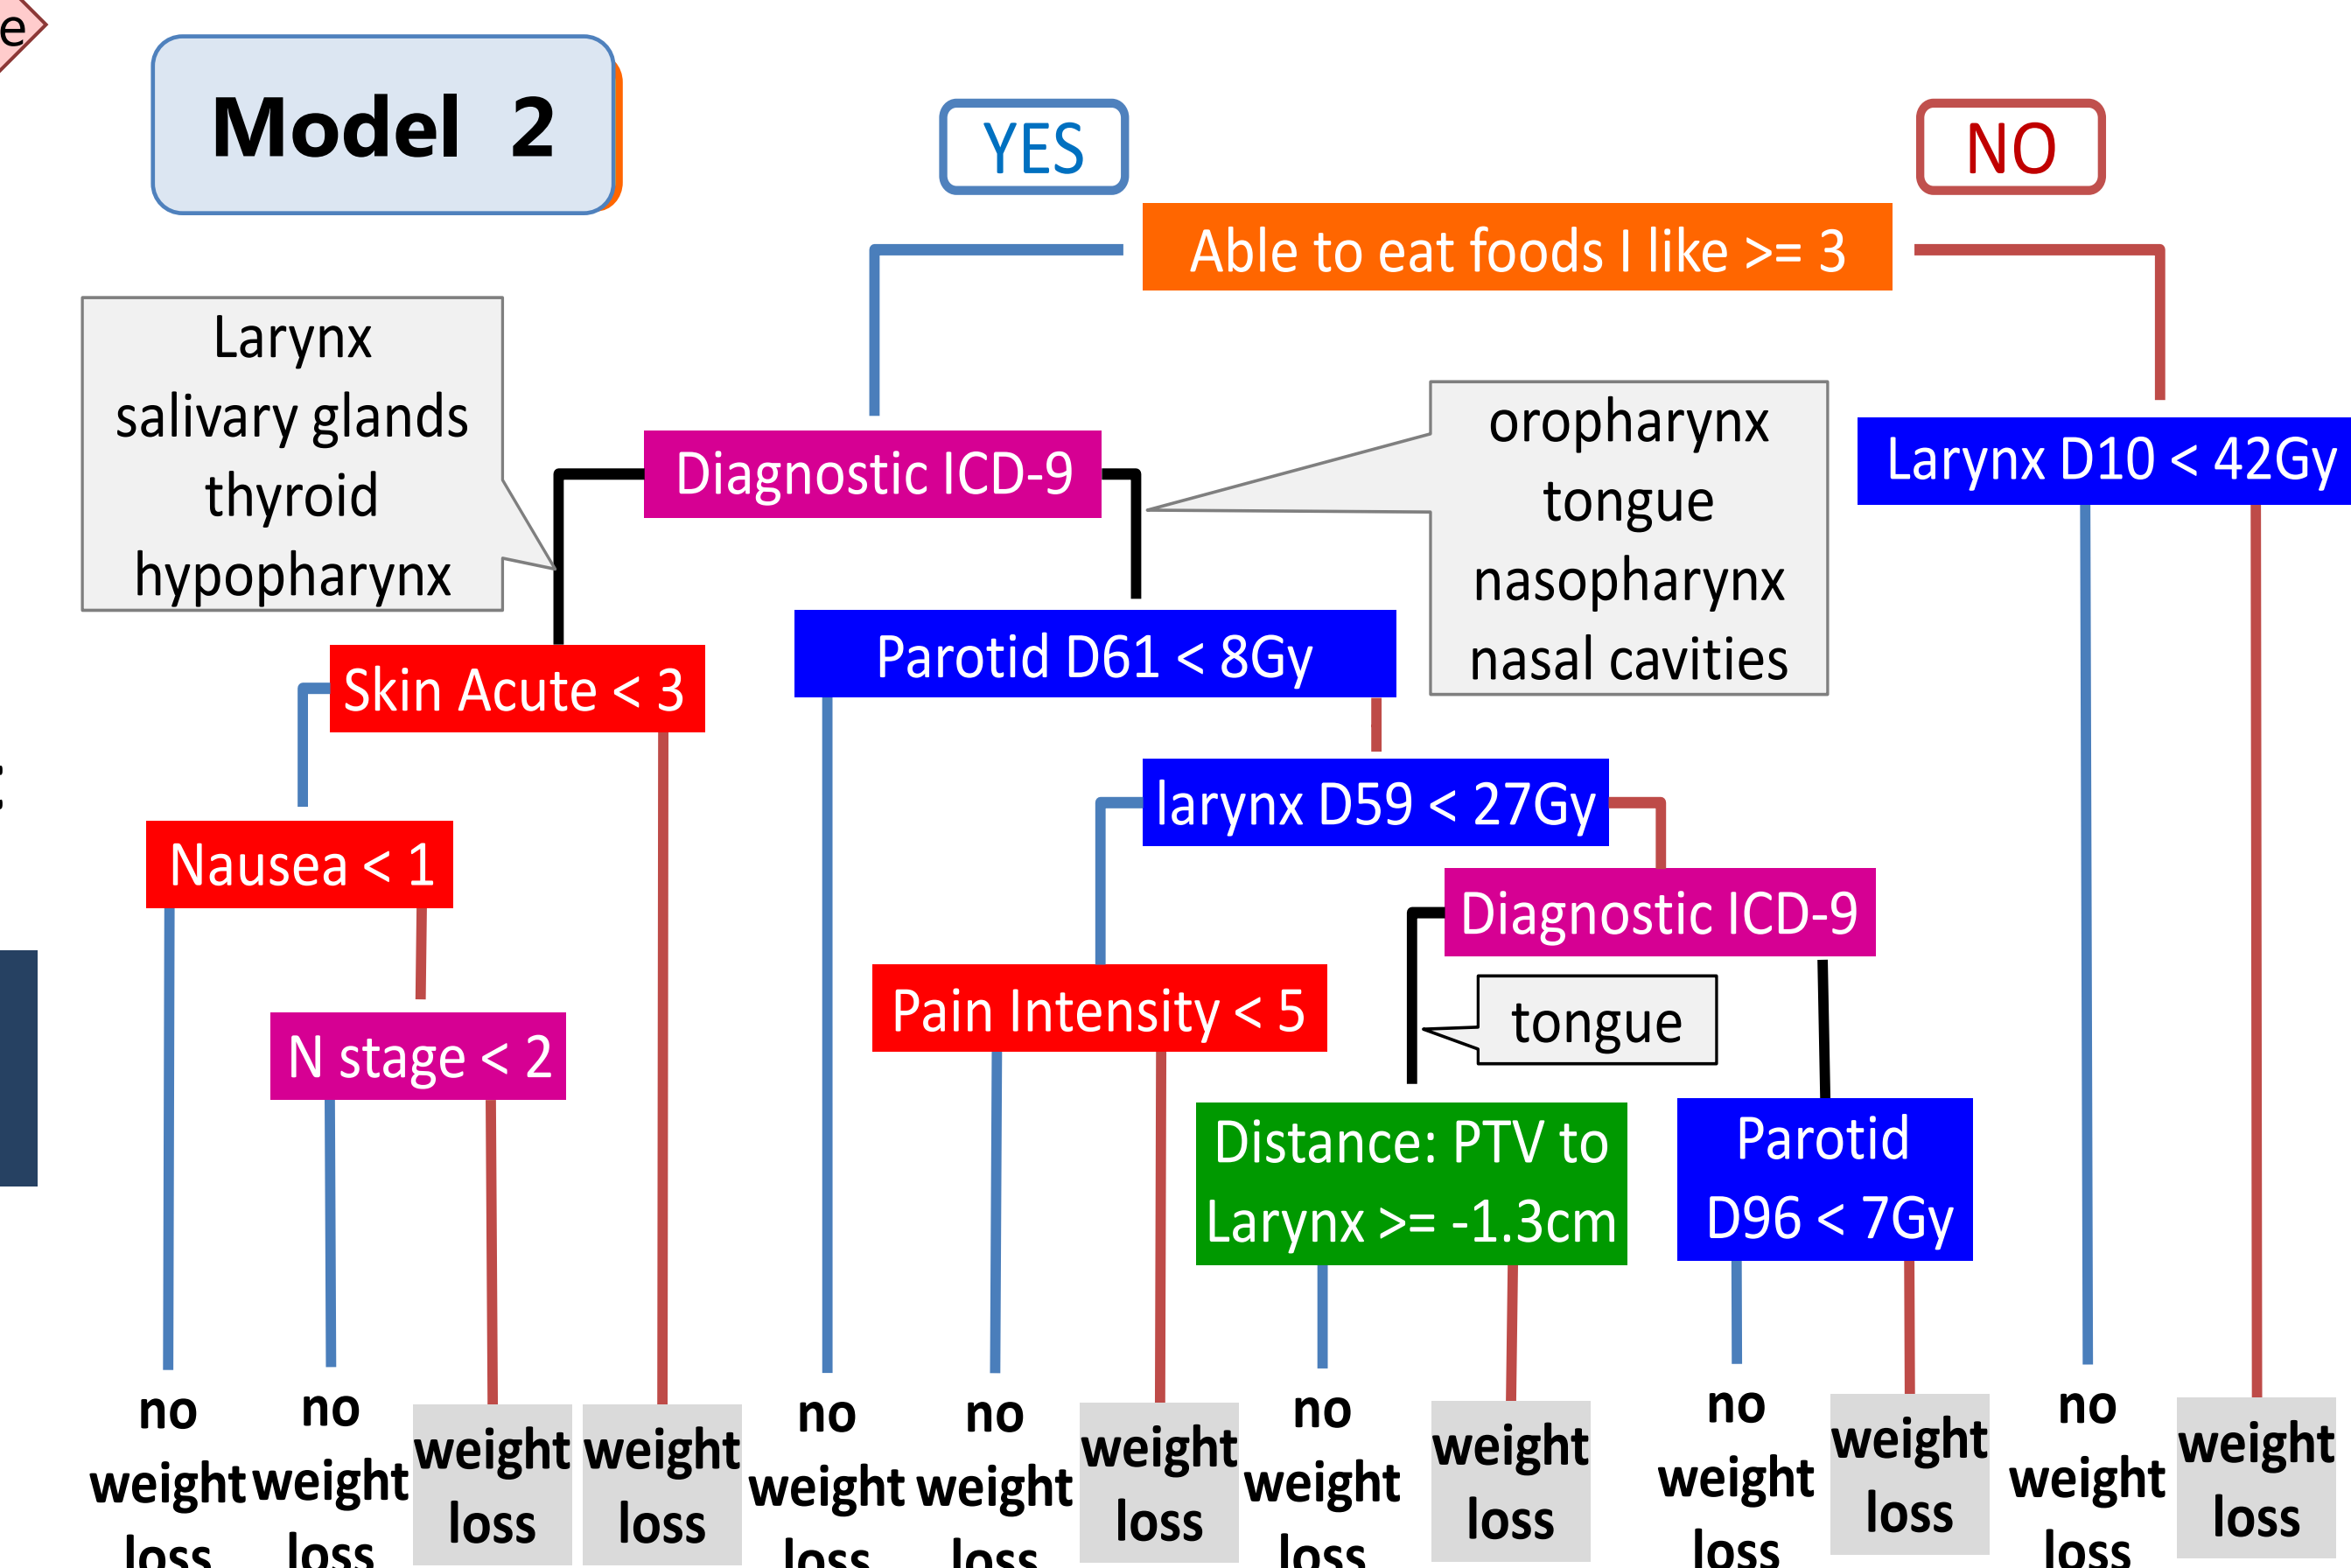 e
Model 2
YES
NO
Able to eat foods I like >= 3
Larynx
salivary glands
thyroid
hypopharynx
oropharynx
tongue
nasopharynx
nasal cavities
Diagnostic ICD-9
Larynx D10 < 42Gy
Skin Acute < 3
Parotid D61 < 8Gy
larynx D59 < 27Gy
Nausea < 1
Diagnostic ICD-9
Pain Intensity < 5
tongue
N stage < 2
Distance: PTV to
Larynx >= -1.3cm
Parotid
D96 < 7Gy
no
weight
loss
no
weight
loss
weight
loss
weight
loss
no
weight
loss
no
weight
loss
weight
loss
no
weight
loss
weight
loss
no
weight
loss
weight
loss
no
weight
loss
weight
loss